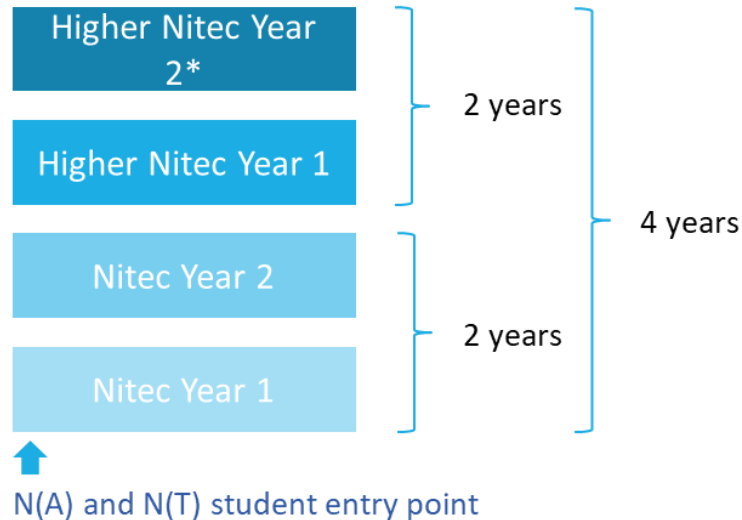 Higher Nitec Year
2*
2 years
Higher Nitec Year 1
4 years
Nitec Year 2
2 years
Nitec Year 1
N(A) and N(T) student entry point